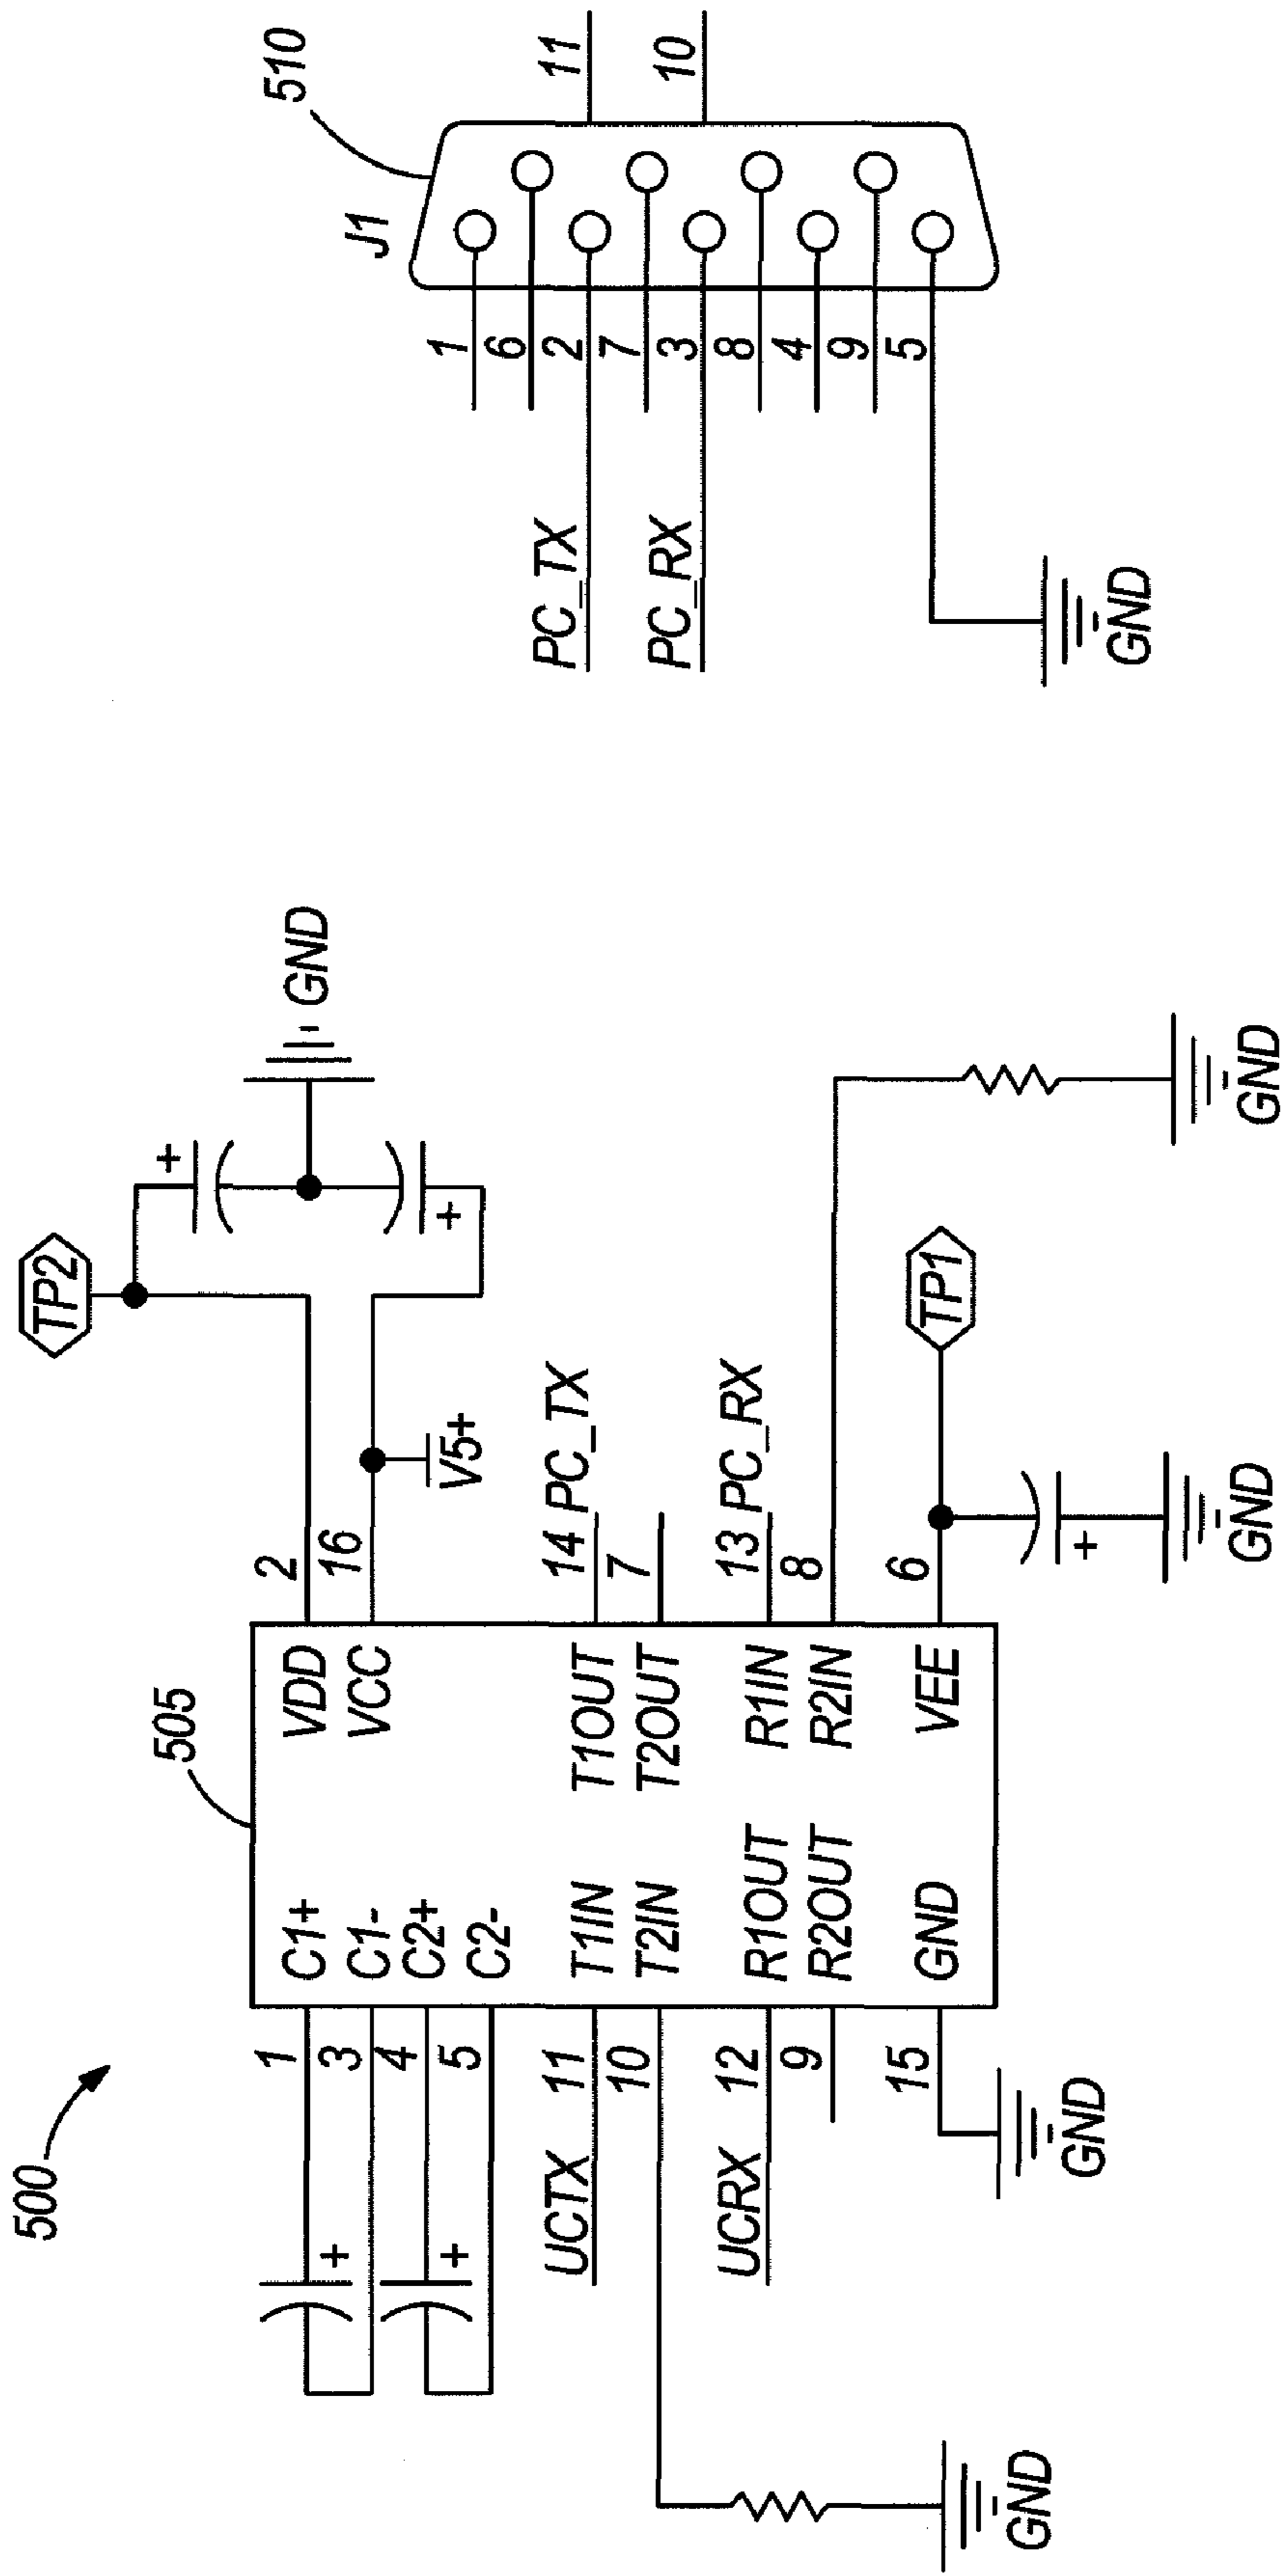 500
505
1
3
4
5
C1+
C1-
C2+
C2-
VDD
VCC
2
16
TP2
+
+
+
+
GND
V5+
UCTX
11
10
T1IN
T2IN
T1OUT
T2OUT
14 PC_TX
7
UCRX
12
9
R1OUT
R2OUT
R1IN
R2IN
13 PC_RX
8
15
GND
VEE
6
TP1
+
GND
GND
GND
GND
510
J1
1
6
2
7
3
8
4
9
5
11
10
PC_TX
PC_RX
GND